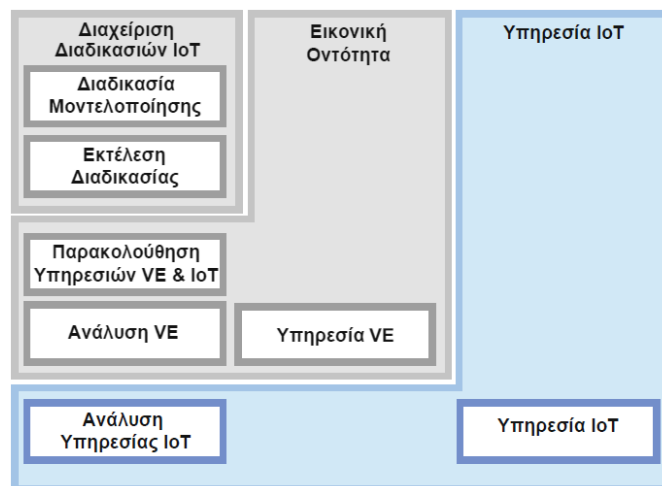 Διαχείριση
Διαδικασιών IoT
Διαδικασία
Μοντελοποίησης
Εκτέλεση
Διαδικασίας
Εικονική
Οντότητα
Υπηρεσία IoT
Παρακολούθηση
Υπηρεσιών VE & IoT
Ανάλυση VE
Υπηρεσία VE
Ανάλυση
Υπηρεσίας IoT
Υπηρεσία IoT